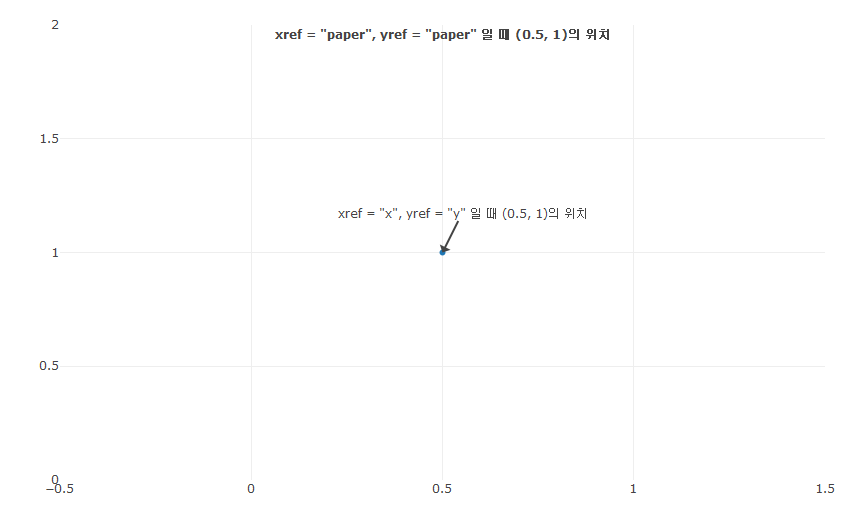 2
xref = "paper", yref = "paper" 일 때 (0.5, 1)의 위치
1.5
xref = "x", yref = "y" 일 때 (0.5, 1)의 위치
1
0.5
0
−0.5 0 0.5 1 1.5